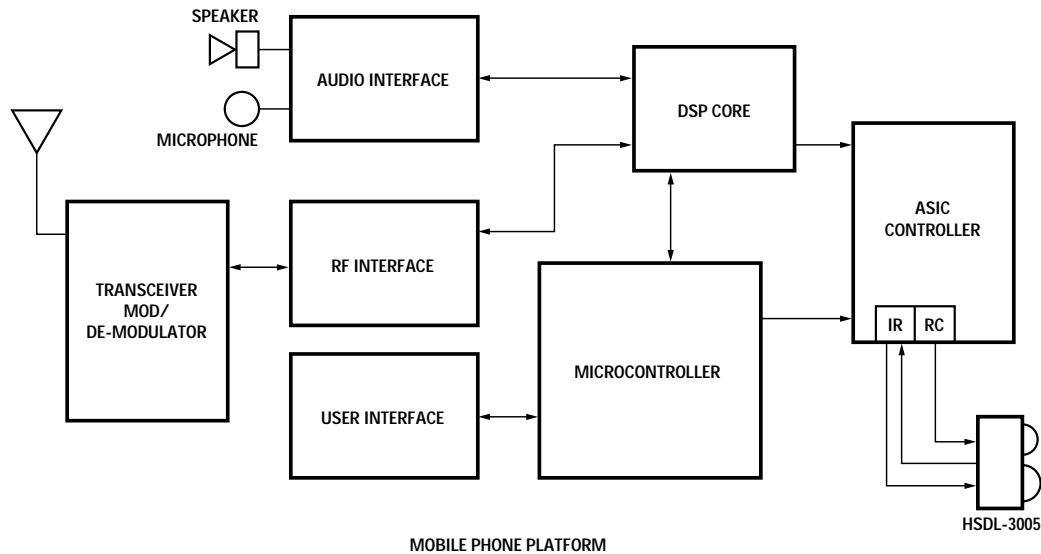 SPEAKER
AUDIO INTERFACE
MICROPHONE
DSP CORE
ASIC
CONTROLLER
TRANSCEIVER
MOD/
DE-MODULATOR
RF INTERFACE
IR
RC
MICROCONTROLLER
USER INTERFACE
HSDL-3005
MOBILE PHONE PLATFORM